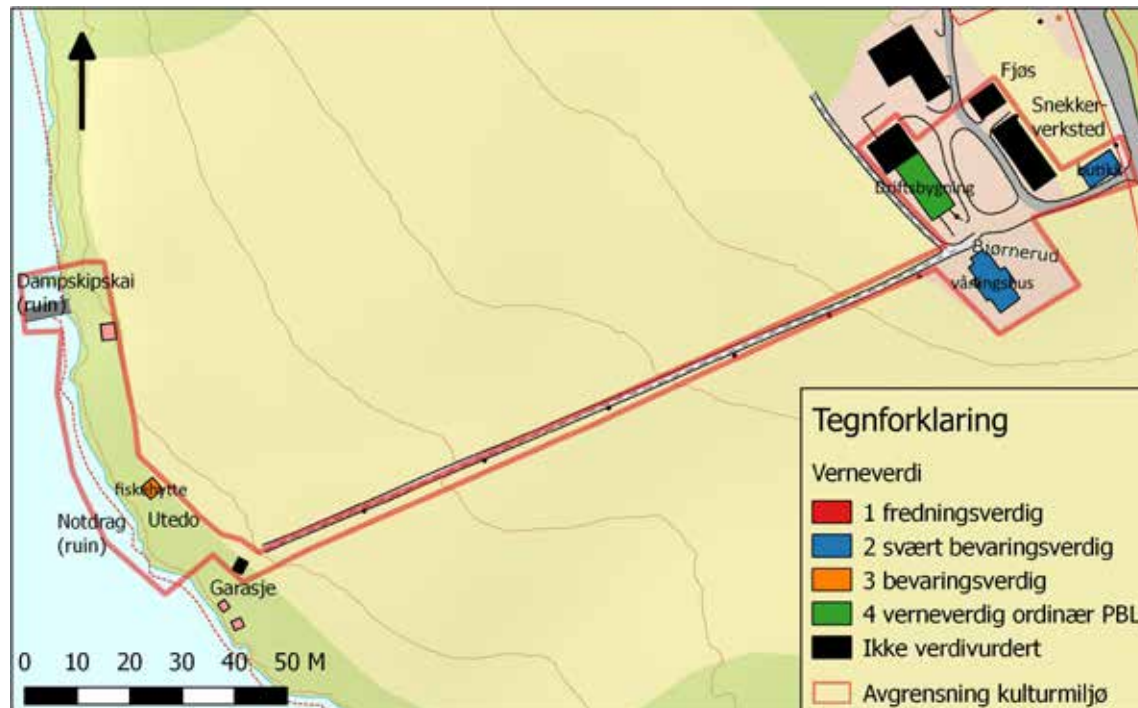 Fjøs
Snekker-
verksted
butikk
Driftsbygning
Bjørnerud
våningshus
Dampskipskai
(ruin)
fiskehytte
Utedo
Notdrag
(ruin)
Garasje
0 10 20 30 40 50 M
Tegnforklaring
Verneverdi
1 fredningsverdig
2 svært bevaringsverdig
3 bevaringsverdig
4 verneverdig ordinær PBL
Ikke verdivurdert
Avgrensning kulturmiljø